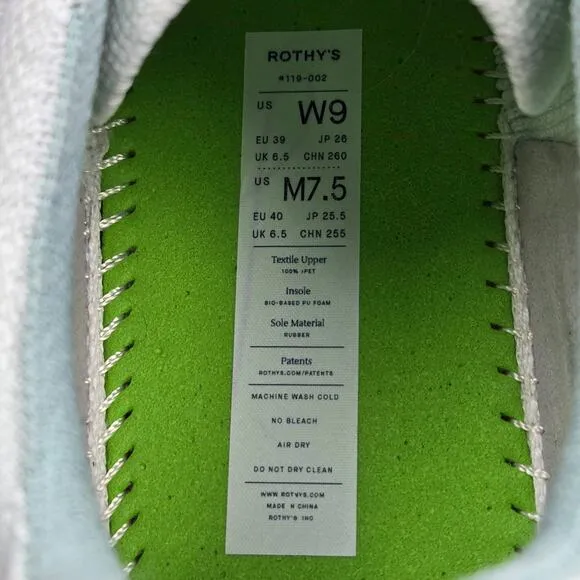 ROTHY'S
#119-002
US W9
EU 39 JP 26
UK 6.5 CHN 260
US M7.5
EU 40 JP 25.5
UK 6.5 CHN 255
Textile Upper
100% rPET
Insole
BIO-BASED PU FOAM
Sole Material
RUBBER
Patents
ROTHYS.COM/PATENTS
MACHINE WASH COLD
NO BLEACH
AIR DRY
DO NOT DRY CLEAN
WWW.ROTHYS.COM
MADE IN CHINA
ROTHY'S INC